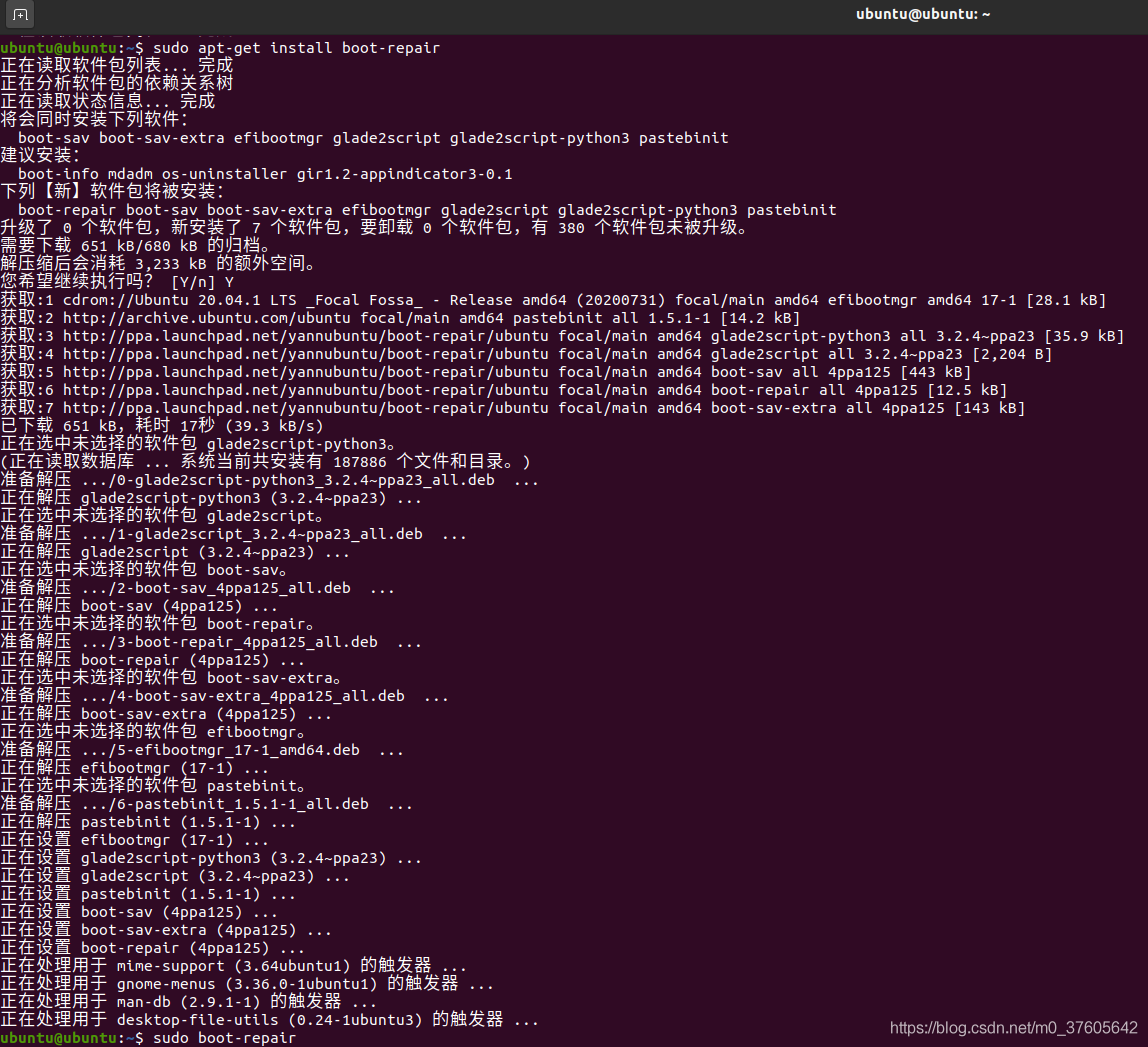 ubuntu@ubuntu: ~
ubuntu@ubuntu:~$ sudo apt-get install boot-repair
正在读取软件包列表... 完成
正在分析软件包的依赖关系树
正在读取状态信息... 完成
将会同时安装下列软件：
  boot-sav boot-sav-extra efibootmgr glade2script glade2script-python3 pastebinit
建议安装：
  boot-info mdadm os-uninstaller gir1.2-appindicator3-0.1
下列【新】软件包将被安装：
  boot-repair boot-sav boot-sav-extra efibootmgr glade2script glade2script-python3 pastebinit
升级了 0 个软件包，新安装了 7 个软件包，要卸载 0 个软件包，有 380 个软件包未被升级。
需要下载 651 kB/680 kB 的归档。
解压缩后会消耗 3,233 kB 的额外空间。
您希望继续执行吗？ [Y/n] Y
获取:1 cdrom://Ubuntu 20.04.1 LTS _Focal Fossa_ - Release amd64 (20200731) focal/main amd64 efibootmgr amd64 17-1 [28.1 kB]
获取:2 http://archive.ubuntu.com/ubuntu focal/main amd64 pastebinit all 1.5.1-1 [14.2 kB]
获取:3 http://ppa.launchpad.net/yannubuntu/boot-repair/ubuntu focal/main amd64 glade2script-python3 all 3.2.4~ppa23 [35.9 kB]
获取:4 http://ppa.launchpad.net/yannubuntu/boot-repair/ubuntu focal/main amd64 glade2script all 3.2.4~ppa23 [2,204 B]
获取:5 http://ppa.launchpad.net/yannubuntu/boot-repair/ubuntu focal/main amd64 boot-sav all 4ppa125 [443 kB]
获取:6 http://ppa.launchpad.net/yannubuntu/boot-repair/ubuntu focal/main amd64 boot-repair all 4ppa125 [12.5 kB]
获取:7 http://ppa.launchpad.net/yannubuntu/boot-repair/ubuntu focal/main amd64 boot-sav-extra all 4ppa125 [143 kB]
已下载 651 kB，耗时 17秒 (39.3 kB/s)
正在选中未选择的软件包 glade2script-python3。
(正在读取数据库 ... 系统当前共安装有 187886 个文件和目录。)
准备解压 .../0-glade2script-python3_3.2.4~ppa23_all.deb  ...
正在解压 glade2script-python3 (3.2.4~ppa23) ...
正在选中未选择的软件包 glade2script。
准备解压 .../1-glade2script_3.2.4~ppa23_all.deb  ...
正在解压 glade2script (3.2.4~ppa23) ...
正在选中未选择的软件包 boot-sav。
准备解压 .../2-boot-sav_4ppa125_all.deb  ...
正在解压 boot-sav (4ppa125) ...
正在选中未选择的软件包 boot-repair。
准备解压 .../3-boot-repair_4ppa125_all.deb  ...
正在解压 boot-repair (4ppa125) ...
正在选中未选择的软件包 boot-sav-extra。
准备解压 .../4-boot-sav-extra_4ppa125_all.deb  ...
正在解压 boot-sav-extra (4ppa125) ...
正在选中未选择的软件包 efibootmgr。
准备解压 .../5-efibootmgr_17-1_amd64.deb  ...
正在解压 efibootmgr (17-1) ...
正在选中未选择的软件包 pastebinit。
准备解压 .../6-pastebinit_1.5.1-1_all.deb  ...
正在解压 pastebinit (1.5.1-1) ...
正在设置 efibootmgr (17-1) ...
正在设置 glade2script-python3 (3.2.4~ppa23) ...
正在设置 glade2script (3.2.4~ppa23) ...
正在设置 pastebinit (1.5.1-1) ...
正在设置 boot-sav (4ppa125) ...
正在设置 boot-sav-extra (4ppa125) ...
正在设置 boot-repair (4ppa125) ...
正在处理用于 mime-support (3.64ubuntu1) 的触发器 ...
正在处理用于 gnome-menus (3.36.0-1ubuntu1) 的触发器 ...
正在处理用于 man-db (2.9.1-1) 的触发器 ...
正在处理用于 desktop-file-utils (0.24-1ubuntu3) 的触发器 ...
ubuntu@ubuntu:~$ sudo boot-repair
https://blog.csdn.net/m0_37605642